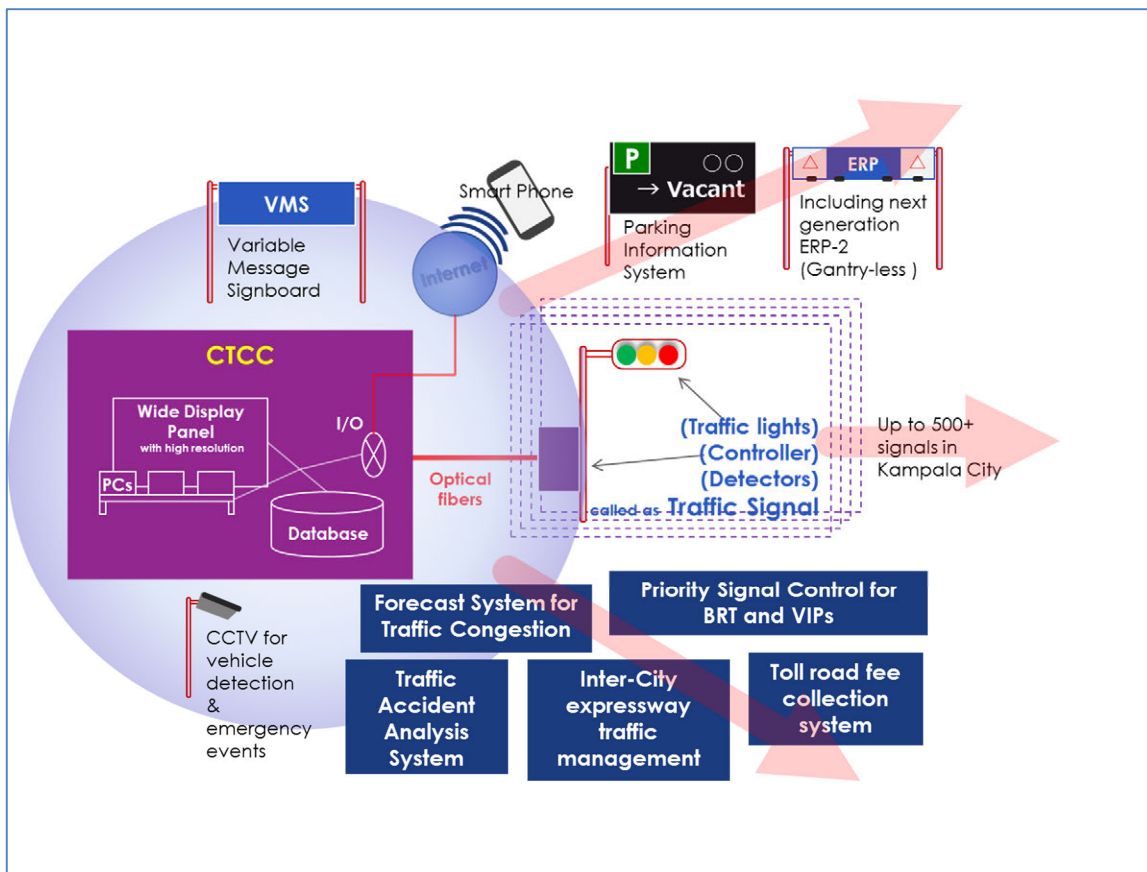 VMS
Variable
Message
Signboard
Smart Phone
Internet
P
→ Vacant
Parking
Information
System
ERP
Including next
generation
ERP-2
(Gantry-less )
CTCC
Wide Display
Panel
with high resolution
I/O
PCs
Database
Optical
fibers
(Traffic lights)
(Controller)
(Detectors)
called as Traffic Signal
Up to 500+
signals in
Kampala City
CCTV for
vehicle
detection
&
emergency
events
Forecast System for
Traffic Congestion
Priority Signal Control for
BRT and VIPs
Traffic
Accident
Analysis
System
Inter-City
expressway
traffic
management
Toll road fee
collection
system